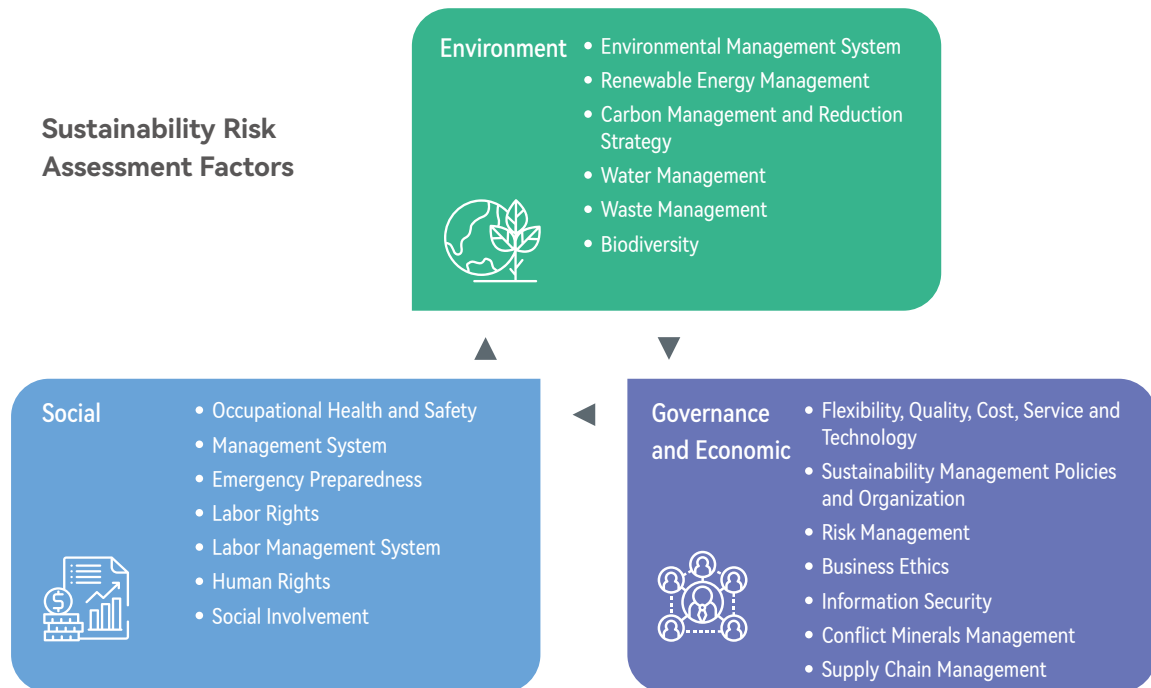 Sustainability Risk
Assessment Factors
Environment
• Environmental Management System
• Renewable Energy Management
• Carbon Management and Reduction
Strategy
• Water Management
• Waste Management
• Biodiversity
Social
• Occupational Health and Safety
• Management System
• Emergency Preparedness
• Labor Rights
• Labor Management System
• Human Rights
• Social Involvement
$
Governance
and Economic
• Flexibility, Quality, Cost, Service and
Technology
• Sustainability Management Policies
and Organization
• Risk Management
• Business Ethics
• Information Security
• Conflict Minerals Management
• Supply Chain Management